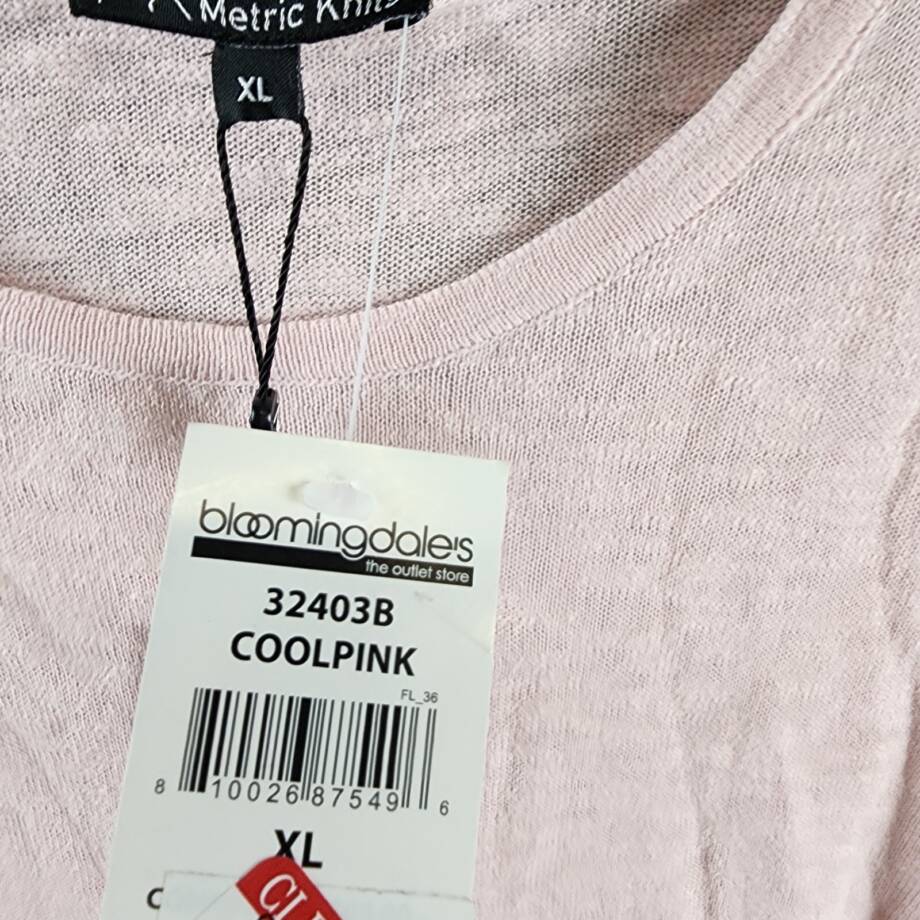 Metric Knits
XL
bloomingdale's
the outlet store
32403B
COOLPINK
FL_36
8 10026 87549 6
XL